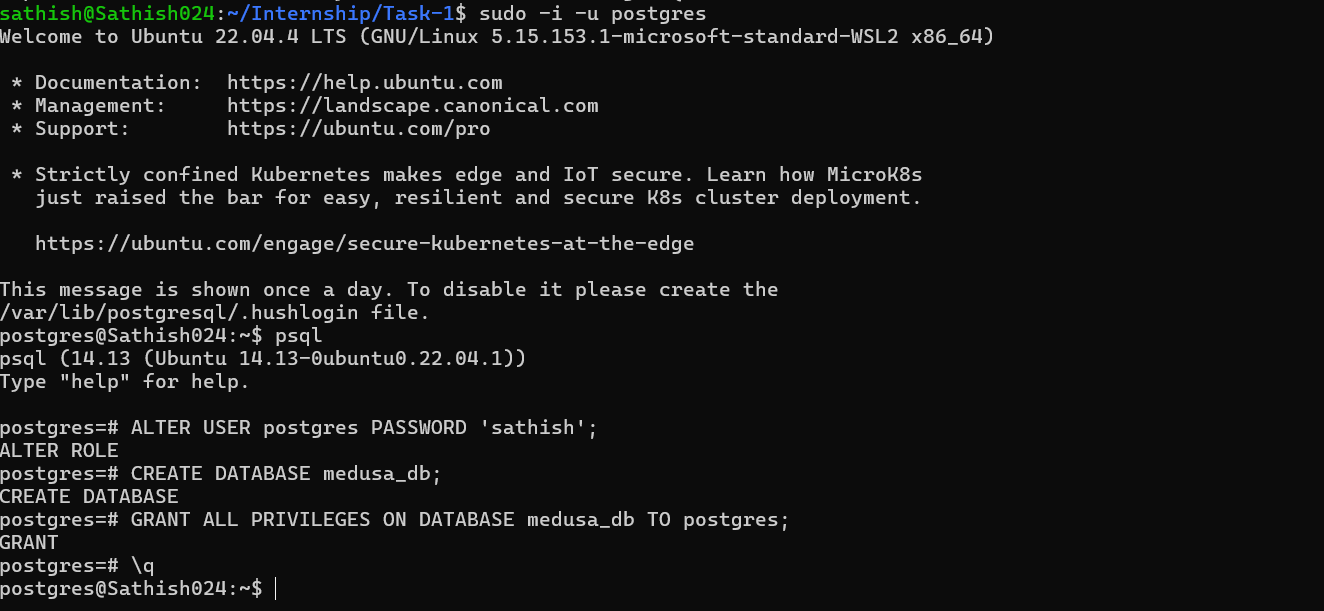 sathish@Sathish024:~/Internship/Task-1$ sudo -i -u postgres
Welcome to Ubuntu 22.04.4 LTS (GNU/Linux 5.15.153.1-microsoft-standard-WSL2 x86_64)
* Documentation:  https://help.ubuntu.com
* Management:     https://landscape.canonical.com
* Support:        https://ubuntu.com/pro
* Strictly confined Kubernetes makes edge and IoT secure. Learn how MicroK8s
just raised the bar for easy, resilient and secure K8s cluster deployment.
https://ubuntu.com/engage/secure-kubernetes-at-the-edge
This message is shown once a day. To disable it please create the
/var/lib/postgresql/.hushlogin file.
postgres@Sathish024:~$ psql
psql (14.13 (Ubuntu 14.13-0ubuntu0.22.04.1))
Type "help" for help.
postgres=# ALTER USER postgres PASSWORD 'sathish';
ALTER ROLE
postgres=# CREATE DATABASE medusa_db;
CREATE DATABASE
postgres=# GRANT ALL PRIVILEGES ON DATABASE medusa_db TO postgres;
GRANT
postgres=# \q
postgres@Sathish024:~$